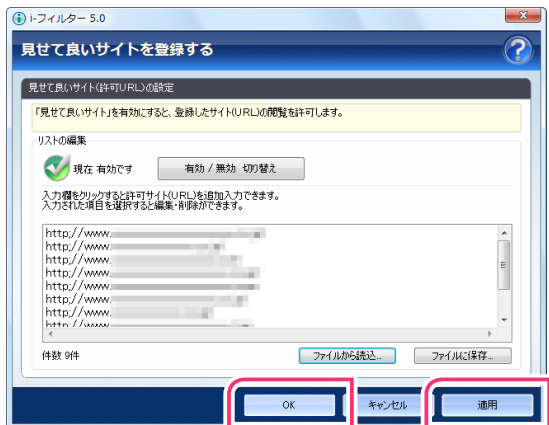 i-フィルター 5.0
見せて良いサイトを登録する
見せて良いサイト(許可URL)の設定
「見せて良いサイト」を有効にすると、登録したサイト(URL)の閲覧を許可します。
リストの編集
現在 有効です
有効 / 無効 切り替え
入力欄をクリックすると許可サイト(URL)を追加入力できます。
入力された項目を選択すると編集・削除ができます。
http://www.
http://www.
http://www.
http://www.
http://www.
http://www.
http://www.
http://www.
件数 9件
ファイルから読込...
ファイルに保存...
OK
キャンセル
適用